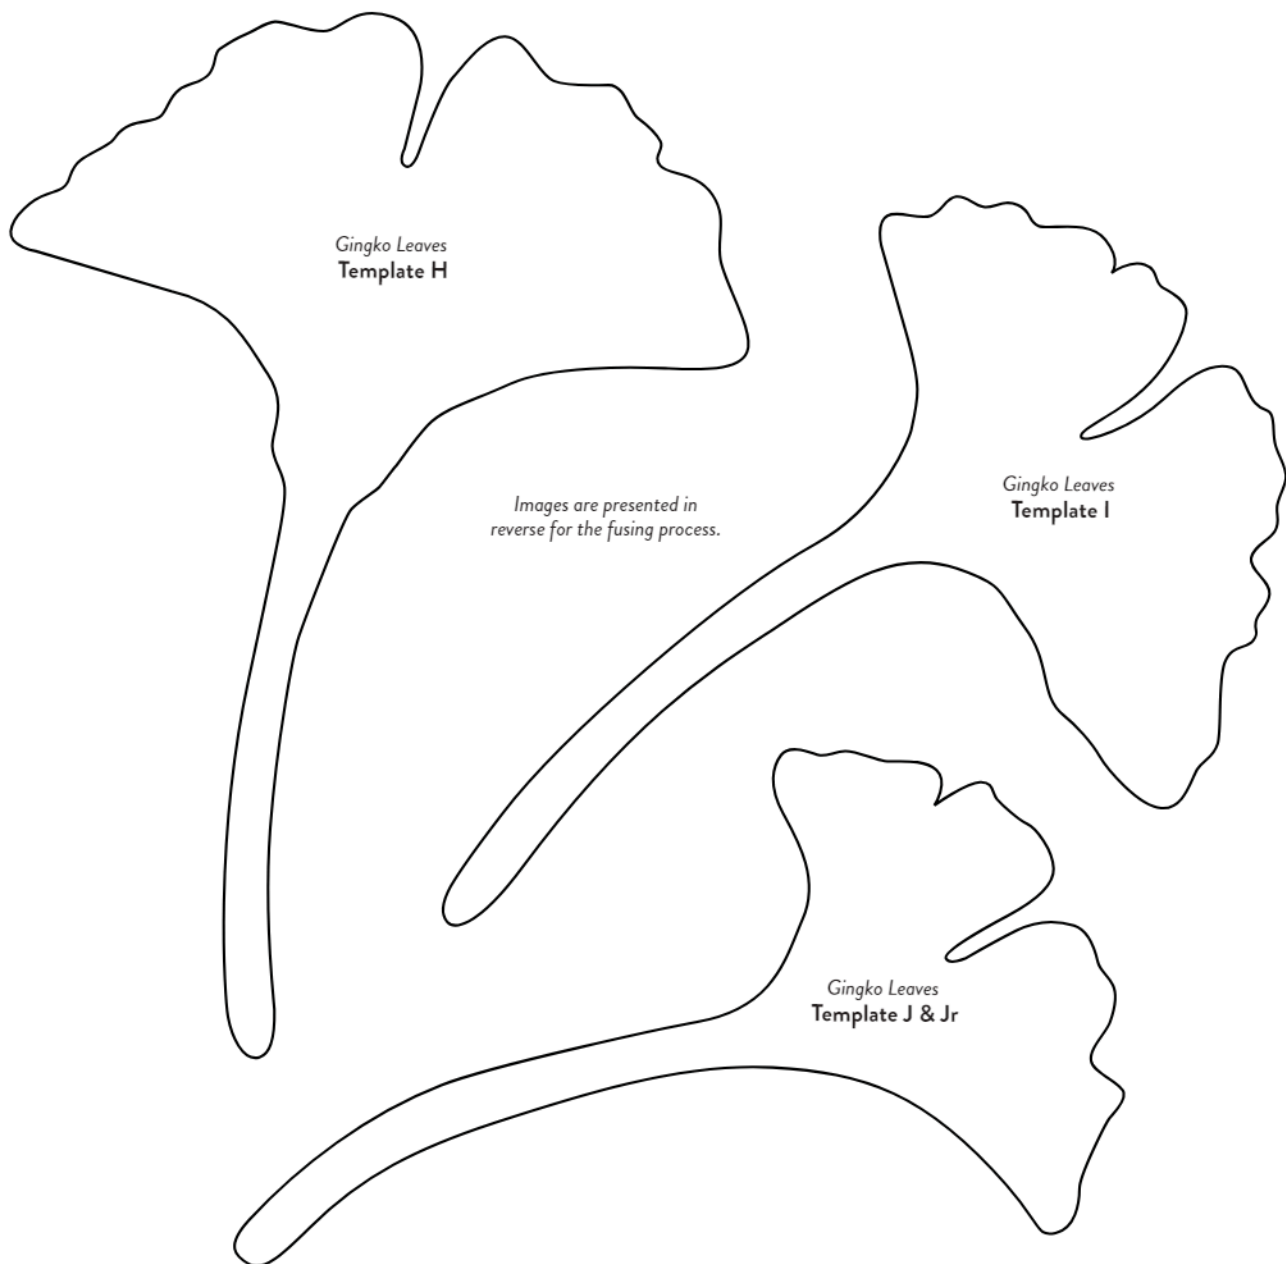 Gingko Leaves
Template H
Images are presented in
reverse for the fusing process.
Gingko Leaves
Template I
Gingko Leaves
Template J & Jr